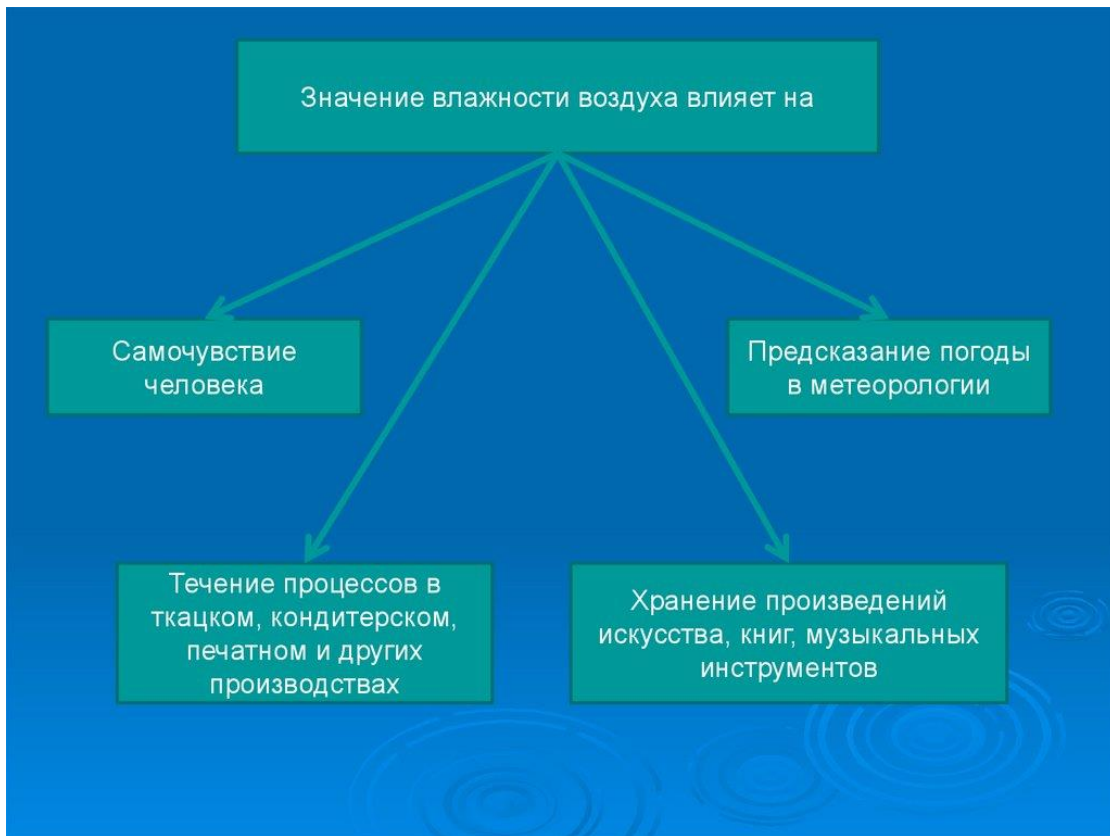 Значение влажности воздуха влияет на
Самочувствие
человека
Предсказание погоды
в метеорологии
Течение процессов в
ткацком, кондитерском,
печатном и других
производствах
Хранение произведений
искусства, книг, музыкальных
инструментов